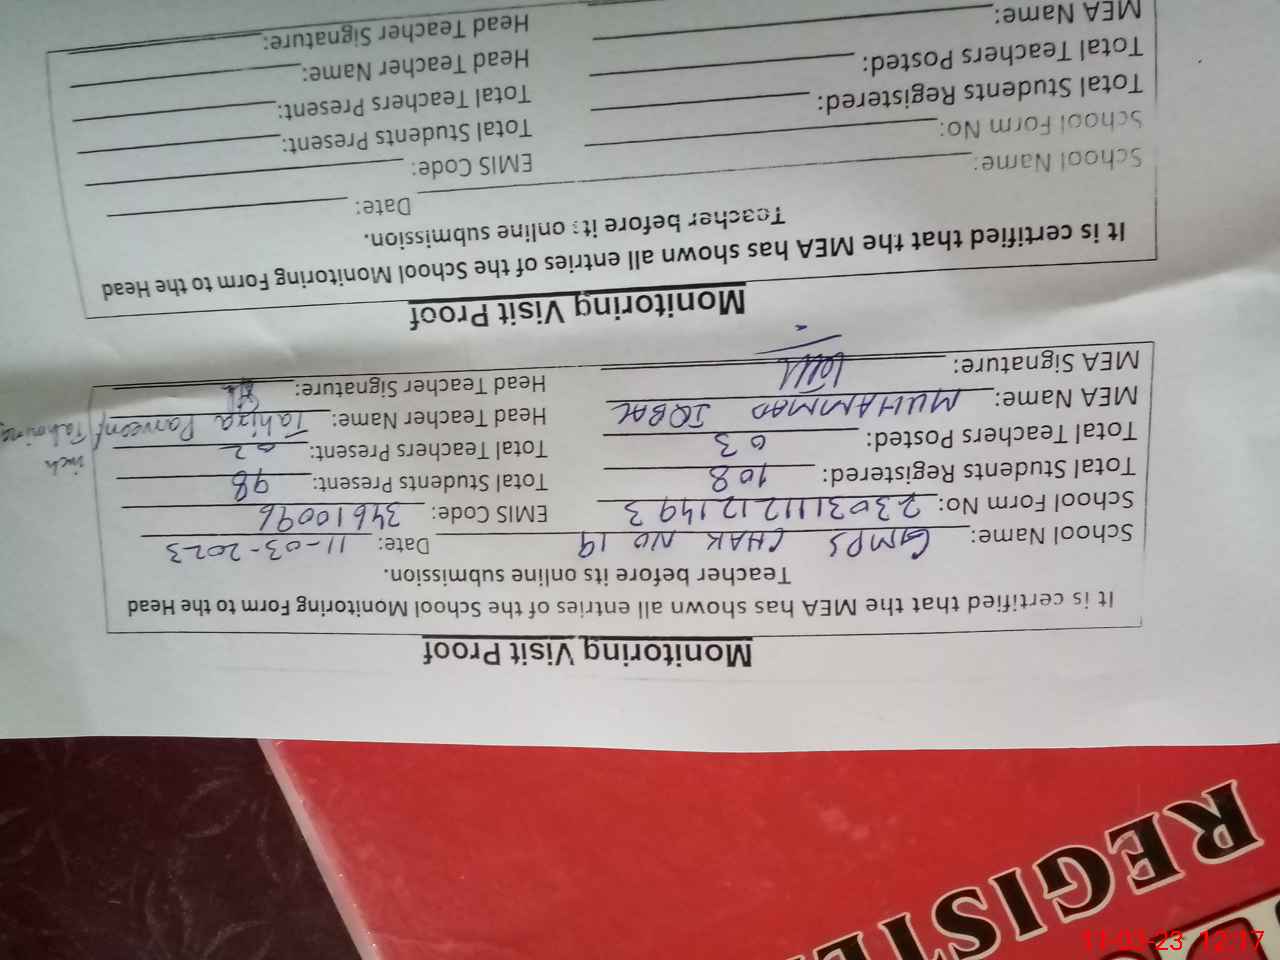 Monitoring Visit Proof
It is certified that the MEA has shown all entries of the School Monitoring Form to the Head
Teacher before its online submission.
School Name: GMPS CHAK NO 19 Date: 11-03-2023
School Form No: 23031112121493 EMIS Code: 34610096
Total Students Registered: 108 Total Students Present: 98
Total Teachers Posted: 03 Total Teachers Present: 02
MEA Name: MUHAMMAD IQBAL Head Teacher Name: Tahiza Parveen/
MEA Signature: Head Teacher Signature:
Monitoring Visit Proof
It is certified that the MEA has shown all entries of the School Monitoring Form to the Head
Teacher before its online submission.
Date:
School Name: EMIS Code:
School Form No: Total Students Present:
Total Students Registered: Total Teachers Present:
Total Teachers Posted: Head Teacher Name:
MEA Name: Head Teacher Signature:
REGISTE
11-03-23 12:17